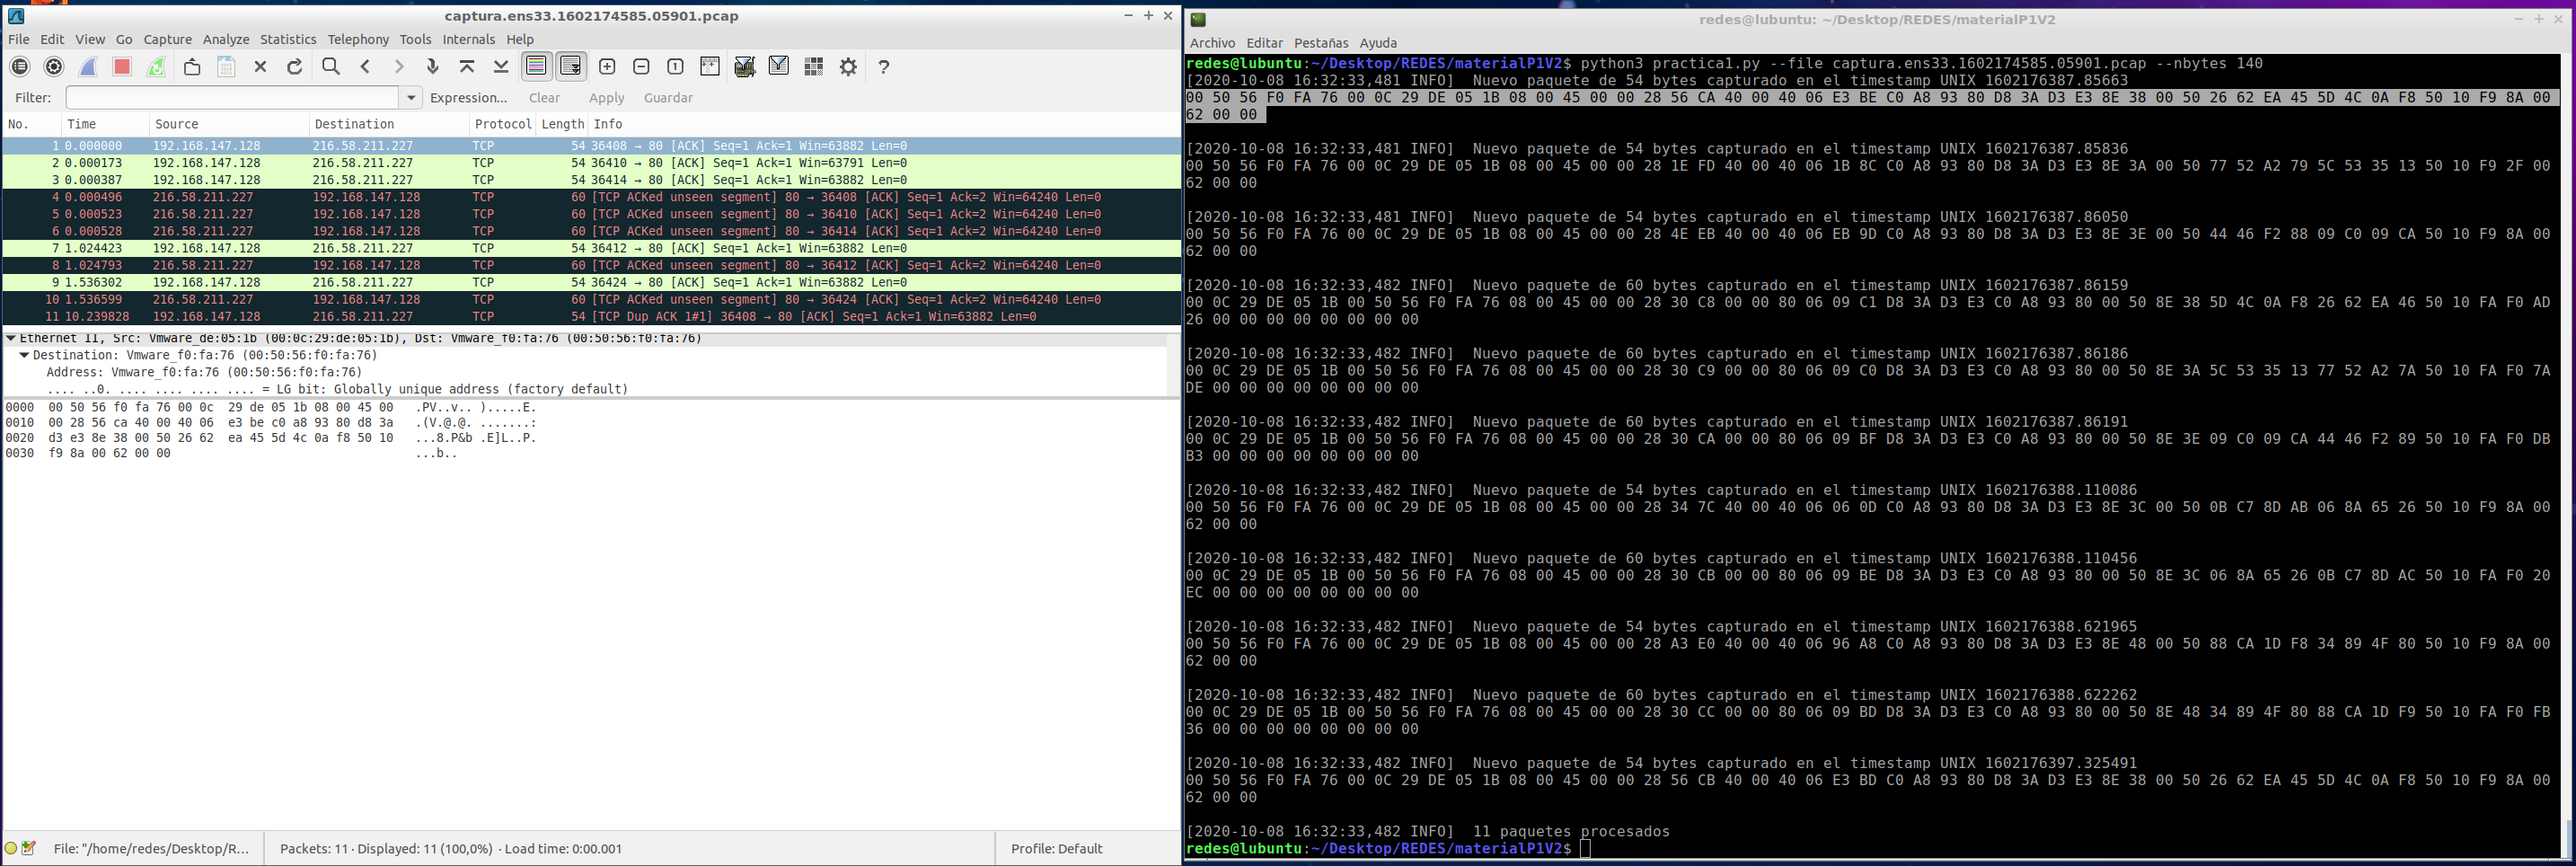 captura.ens33.1602174585.05901.pcap
File Edit View Go Capture Analyze Statistics Telephony Tools Internals Help
Filter: Expression... Clear Apply Guardar
No. Time Source Destination Protocol Length Info
1 0.000000 192.168.147.128 216.58.211.227 TCP 54 36408 → 80 [ACK] Seq=1 Ack=1 Win=63882 Len=0
2 0.000173 192.168.147.128 216.58.211.227 TCP 54 36410 → 80 [ACK] Seq=1 Ack=1 Win=63791 Len=0
3 0.000387 192.168.147.128 216.58.211.227 TCP 54 36414 → 80 [ACK] Seq=1 Ack=1 Win=63882 Len=0
4 0.000496 216.58.211.227 192.168.147.128 TCP 60 [TCP ACKed unseen segment] 80 → 36408 [ACK] Seq=1 Ack=2 Win=64240 Len=0
5 0.000523 216.58.211.227 192.168.147.128 TCP 60 [TCP ACKed unseen segment] 80 → 36410 [ACK] Seq=1 Ack=2 Win=64240 Len=0
6 0.000528 216.58.211.227 192.168.147.128 TCP 60 [TCP ACKed unseen segment] 80 → 36414 [ACK] Seq=1 Ack=2 Win=64240 Len=0
7 1.024423 192.168.147.128 216.58.211.227 TCP 54 36412 → 80 [ACK] Seq=1 Ack=1 Win=63882 Len=0
8 1.024793 216.58.211.227 192.168.147.128 TCP 60 [TCP ACKed unseen segment] 80 → 36412 [ACK] Seq=1 Ack=2 Win=64240 Len=0
9 1.536302 192.168.147.128 216.58.211.227 TCP 54 36424 → 80 [ACK] Seq=1 Ack=1 Win=63882 Len=0
10 1.536599 216.58.211.227 192.168.147.128 TCP 60 [TCP ACKed unseen segment] 80 → 36424 [ACK] Seq=1 Ack=2 Win=64240 Len=0
11 10.239828 192.168.147.128 216.58.211.227 TCP 54 [TCP Dup ACK 1#1] 36408 → 80 [ACK] Seq=1 Ack=1 Win=63882 Len=0
Ethernet II, Src: Vmware_de:05:1b (00:0c:29:de:05:1b), Dst: Vmware_f0:fa:76 (00:50:56:f0:fa:76)
Destination: Vmware_f0:fa:76 (00:50:56:f0:fa:76)
Address: Vmware_f0:fa:76 (00:50:56:f0:fa:76)
.... ..0. .... .... .... .... = LG bit: Globally unique address (factory default)
0000 00 50 56 f0 fa 76 00 0c 29 de 05 1b 08 00 45 00 .PV..v.. ).....E.
0010 00 28 56 ca 40 00 40 06 e3 be c0 a8 93 80 d8 3a .(V.@.@. .......:
0020 d3 e3 8e 38 00 50 26 62 ea 45 5d 4c 0a f8 50 10 ...8.P&b .E]L..P.
0030 f9 8a 00 62 00 00 ...b..
File: "/home/redes/Desktop/R... Packets: 11 · Displayed: 11 (100,0%) · Load time: 0:00.001 Profile: Default
redes@lubuntu: ~/Desktop/REDES/materialP1V2
Archivo Editar Pestañas Ayuda
redes@lubuntu:~/Desktop/REDES/materialP1V2$ python3 practica1.py --file captura.ens33.1602174585.05901.pcap --nbytes 140
[2020-10-08 16:32:33,481 INFO] Nuevo paquete de 54 bytes capturado en el timestamp UNIX 1602176387.85663
00 50 56 F0 FA 76 00 0C 29 DE 05 1B 08 00 45 00 00 28 56 CA 40 00 40 06 E3 BE C0 A8 93 80 D8 3A D3 E3 8E 38 00 50 26 62 EA 45 5D 4C 0A F8 50 10 F9 8A 00
62 00 00
[2020-10-08 16:32:33,481 INFO] Nuevo paquete de 54 bytes capturado en el timestamp UNIX 1602176387.85836
00 50 56 F0 FA 76 00 0C 29 DE 05 1B 08 00 45 00 00 28 1E FD 40 00 40 06 1B 8C C0 A8 93 80 D8 3A D3 E3 8E 3A 00 50 77 52 A2 79 5C 53 35 13 50 10 F9 2F 00
62 00 00
[2020-10-08 16:32:33,481 INFO] Nuevo paquete de 54 bytes capturado en el timestamp UNIX 1602176387.86050
00 50 56 F0 FA 76 00 0C 29 DE 05 1B 08 00 45 00 00 28 4E EB 40 00 40 06 EB 9D C0 A8 93 80 D8 3A D3 E3 8E 3E 00 50 44 46 F2 88 09 C0 09 CA 50 10 F9 8A 00
62 00 00
[2020-10-08 16:32:33,482 INFO] Nuevo paquete de 60 bytes capturado en el timestamp UNIX 1602176387.86159
00 0C 29 DE 05 1B 00 50 56 F0 FA 76 08 00 45 00 00 28 30 C8 00 00 80 06 09 C1 D8 3A D3 E3 C0 A8 93 80 00 50 8E 38 5D 4C 0A F8 26 62 EA 46 50 10 FA F0 AD
26 00 00 00 00 00 00 00 00
[2020-10-08 16:32:33,482 INFO] Nuevo paquete de 60 bytes capturado en el timestamp UNIX 1602176387.86186
00 0C 29 DE 05 1B 00 50 56 F0 FA 76 08 00 45 00 00 28 30 C9 00 00 80 06 09 C0 D8 3A D3 E3 C0 A8 93 80 00 50 8E 3A 5C 53 35 13 77 52 A2 7A 50 10 FA F0 7A
DE 00 00 00 00 00 00 00 00
[2020-10-08 16:32:33,482 INFO] Nuevo paquete de 60 bytes capturado en el timestamp UNIX 1602176387.86191
00 0C 29 DE 05 1B 00 50 56 F0 FA 76 08 00 45 00 00 28 30 CA 00 00 80 06 09 BF D8 3A D3 E3 C0 A8 93 80 00 50 8E 3E 09 C0 09 CA 44 46 F2 89 50 10 FA F0 DB
B3 00 00 00 00 00 00 00 00
[2020-10-08 16:32:33,482 INFO] Nuevo paquete de 54 bytes capturado en el timestamp UNIX 1602176388.110086
00 50 56 F0 FA 76 00 0C 29 DE 05 1B 08 00 45 00 00 28 34 7C 40 00 40 06 06 0D C0 A8 93 80 D8 3A D3 E3 8E 3C 00 50 0B C7 8D AB 06 8A 65 26 50 10 F9 8A 00
62 00 00
[2020-10-08 16:32:33,482 INFO] Nuevo paquete de 60 bytes capturado en el timestamp UNIX 1602176388.110456
00 0C 29 DE 05 1B 00 50 56 F0 FA 76 08 00 45 00 00 28 30 CB 00 00 80 06 09 BE D8 3A D3 E3 C0 A8 93 80 00 50 8E 3C 06 8A 65 26 0B C7 8D AC 50 10 FA F0 20
EC 00 00 00 00 00 00 00 00
[2020-10-08 16:32:33,482 INFO] Nuevo paquete de 54 bytes capturado en el timestamp UNIX 1602176388.621965
00 50 56 F0 FA 76 00 0C 29 DE 05 1B 08 00 45 00 00 28 A3 E0 40 00 40 06 96 A8 C0 A8 93 80 D8 3A D3 E3 8E 48 00 50 88 CA 1D F8 34 89 4F 80 50 10 F9 8A 00
62 00 00
[2020-10-08 16:32:33,482 INFO] Nuevo paquete de 60 bytes capturado en el timestamp UNIX 1602176388.622262
00 0C 29 DE 05 1B 00 50 56 F0 FA 76 08 00 45 00 00 28 30 CC 00 00 80 06 09 BD D8 3A D3 E3 C0 A8 93 80 00 50 8E 48 34 89 4F 80 88 CA 1D F9 50 10 FA F0 FB
36 00 00 00 00 00 00 00 00
[2020-10-08 16:32:33,482 INFO] Nuevo paquete de 54 bytes capturado en el timestamp UNIX 1602176397.325491
00 50 56 F0 FA 76 00 0C 29 DE 05 1B 08 00 45 00 00 28 56 CB 40 00 40 06 E3 BD C0 A8 93 80 D8 3A D3 E3 8E 38 00 50 26 62 EA 45 5D 4C 0A F8 50 10 F9 8A 00
62 00 00
[2020-10-08 16:32:33,482 INFO] 11 paquetes procesados
redes@lubuntu:~/Desktop/REDES/materialP1V2$